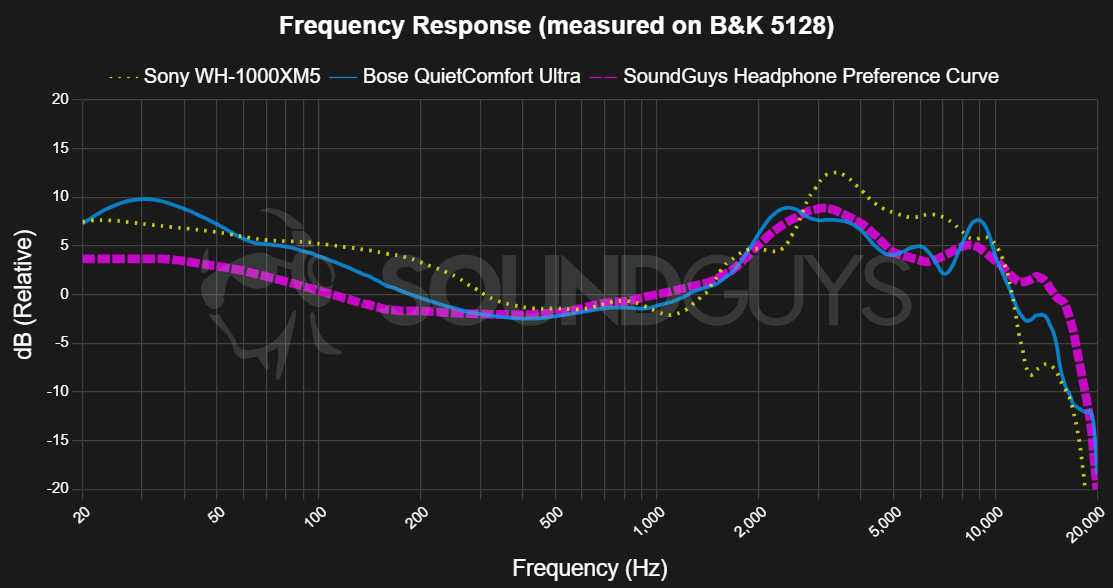 Frequency Response (measured on B&K 5128)
Sony WH-1000XM5 Bose QuietComfort Ultra SoundGuys Headphone Preference Curve
20
15
10
5
0
-5
-10
-15
-20
dB (Relative)
SOUNDGUYS
20 50 100 200 500 1,000 2,000 5,000 10,000 20,000
Frequency (Hz)